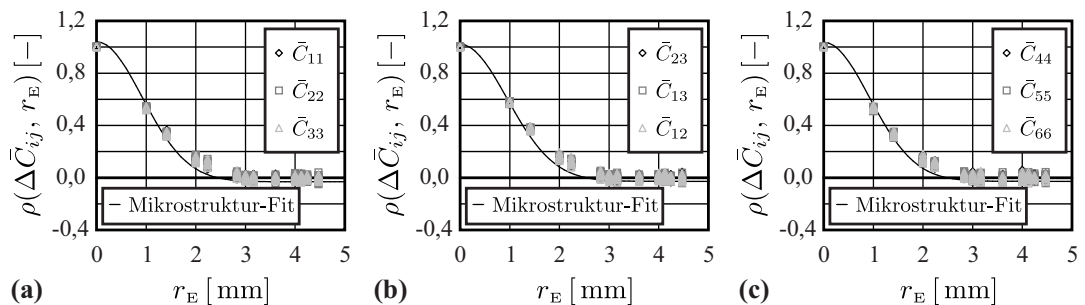 ρ(ΔC̄ij, rE) [−]
1,2
0,8
0,4
0,0
-0,4
C̄11
C̄22
C̄33
Mikrostruktur-Fit
0 1 2 3 4 5
(a) rE [mm]
ρ(ΔC̄ij, rE) [−]
1,2
0,8
0,4
0,0
-0,4
C̄23
C̄13
C̄12
Mikrostruktur-Fit
0 1 2 3 4 5
(b) rE [mm]
ρ(ΔC̄ij, rE) [−]
1,2
0,8
0,4
0,0
-0,4
C̄44
C̄55
C̄66
Mikrostruktur-Fit
0 1 2 3 4 5
(c) rE [mm]